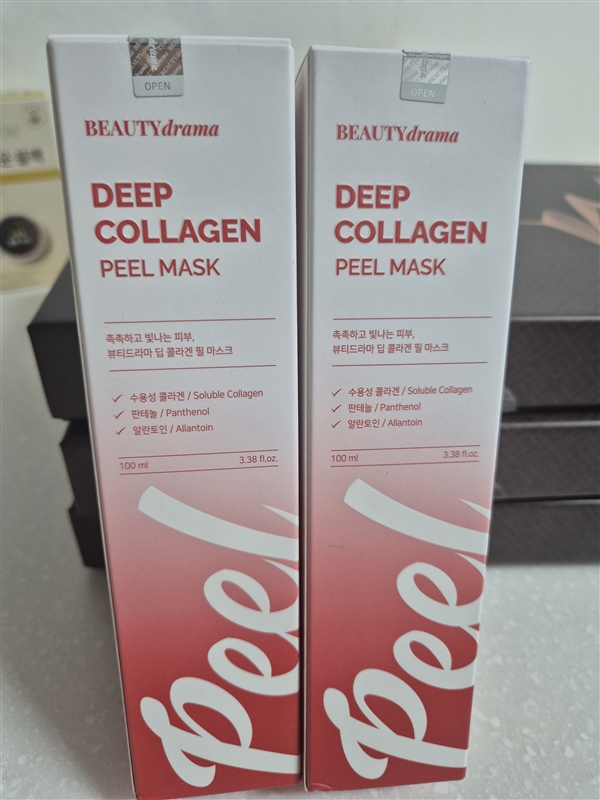 OPEN
BEAUTYdrama
DEEP
COLLAGEN
PEEL MASK
촉촉하고 빛나는 피부,
뷰티드라마 딥 콜라겐 필 마스크
수용성 콜라겐 / Soluble Collagen
판테놀 / Panthenol
알란토인 / Allantoin
100 ml 3.38 fl.oz.
Peel
OPEN
BEAUTYdrama
DEEP
COLLAGEN
PEEL MASK
촉촉하고 빛나는 피부,
뷰티드라마 딥 콜라겐 필 마스크
수용성 콜라겐 / Soluble Collagen
판테놀 / Panthenol
알란토인 / Allantoin
100 ml 3.38 fl.oz.
Peel